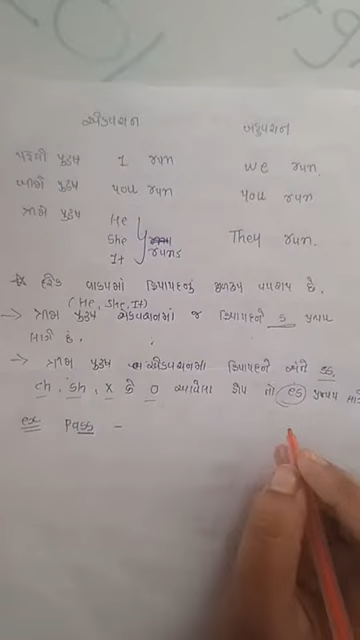 એકવચન બહુવચન
પહેલો પુરુષ I run We run.
બીજો પુરુષ you run you run
ત્રીજો પુરુષ He
She runs They run.
It
દરેક વાક્યમાં ક્રિયાપદનું મૂળરૂપ વપરાય છે.
(He, She, It)
→ ત્રીજો પુરુષ એકવચનમાં જ ક્રિયાપદને s પ્રત્યય
લાગે છે.
→ ત્રીજો પુરુષ એકવચનમાં ક્રિયાપદને અંતે ss,
ch, sh, x કે o આવેલા હોય તો es પ્રત્યય
ex Pass –